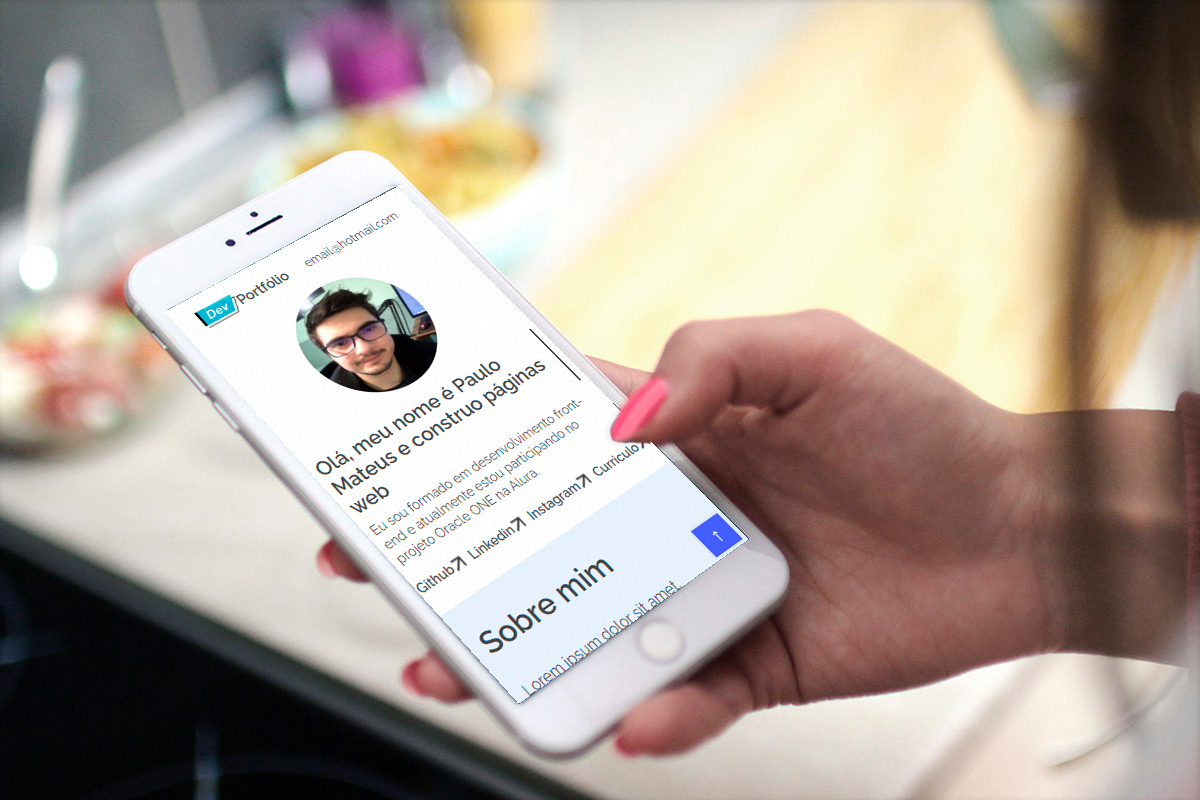 Dev /Portfólio
email@hotmail.com
Olá, meu nome é Paulo
Mateus e construo páginas
web
Eu sou formado em desenvolvimento front-
end e atualmente estou participando no
projeto Oracle ONE na Alura.
Github Linkedin Instagram Curriculo
Sobre mim
Lorem ipsum dolor sit amet